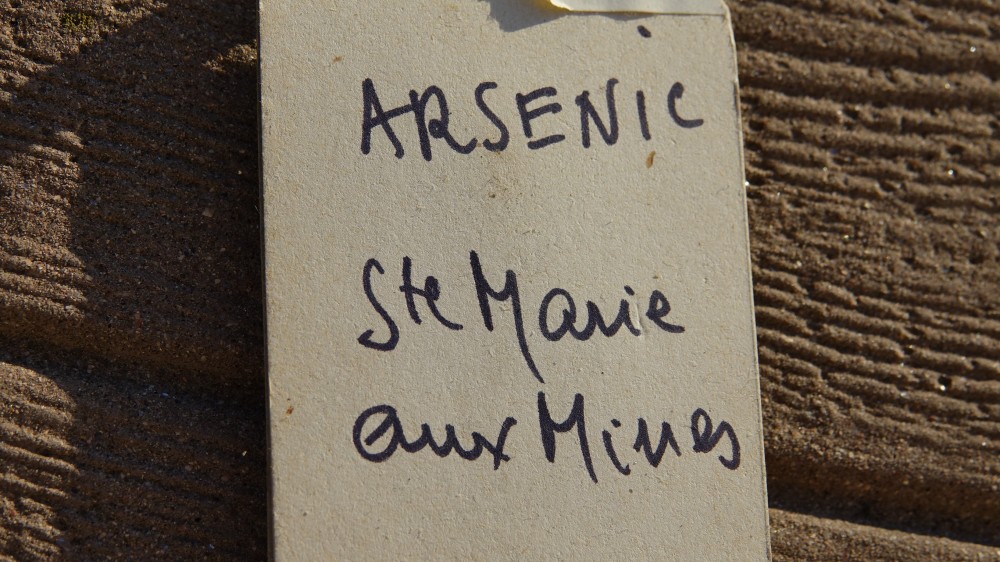 ARSENIC
Ste Marie
aux Mines